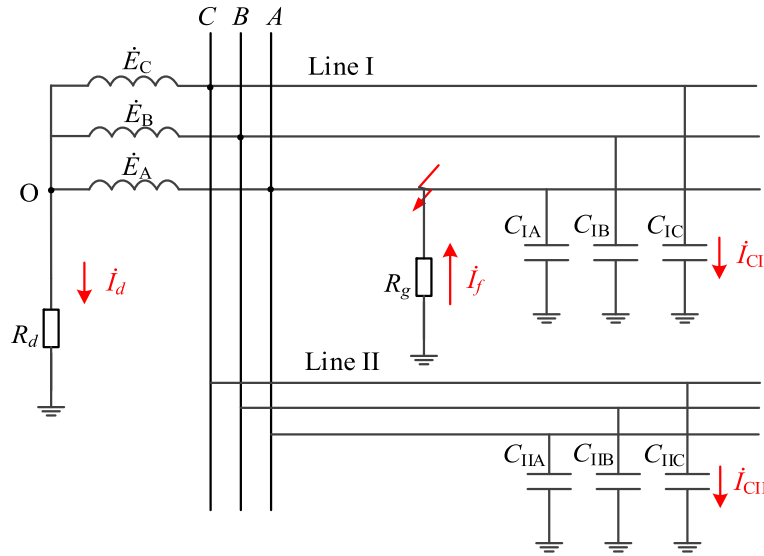 C B A
Ė_C
Line I
Ė_B
Ė_A
O
C_IA C_IB C_IC
İ_CI
İ_d
R_g
İ_f
R_d
Line II
C_IIA C_IIB C_IIC
İ_CII